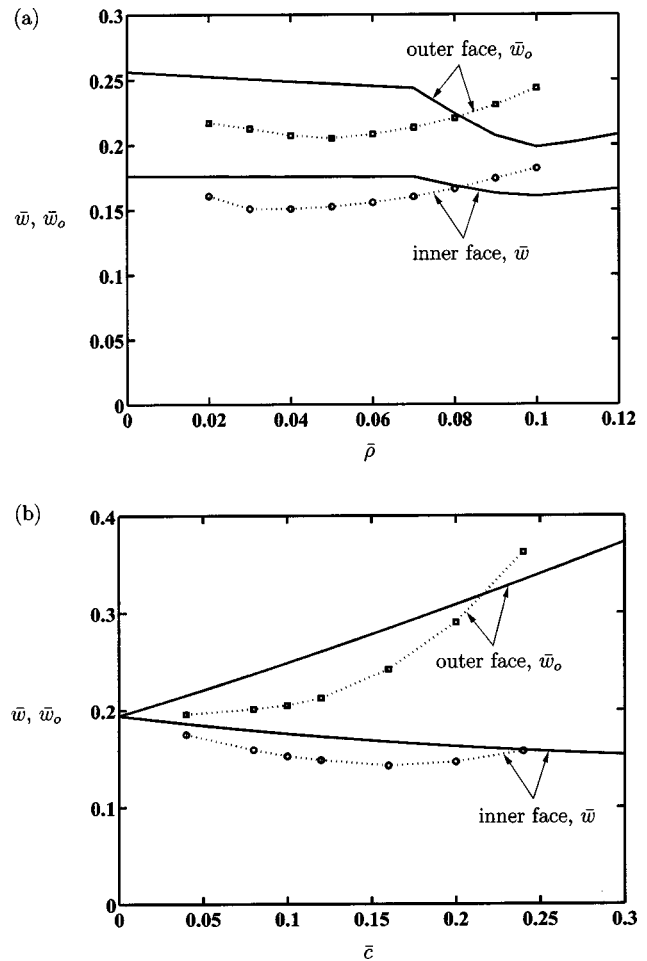 (a)
0.3
0.25
0.2
0.15
0.1
0.05
0
w̄, w̄ₒ
outer face, w̄ₒ
inner face, w̄
0 0.02 0.04 0.06 0.08 0.1 0.12
ρ̄
(b)
0.4
0.3
0.2
0.1
0
w̄, w̄ₒ
outer face, w̄ₒ
inner face, w̄
0 0.05 0.1 0.15 0.2 0.25 0.3
c̄